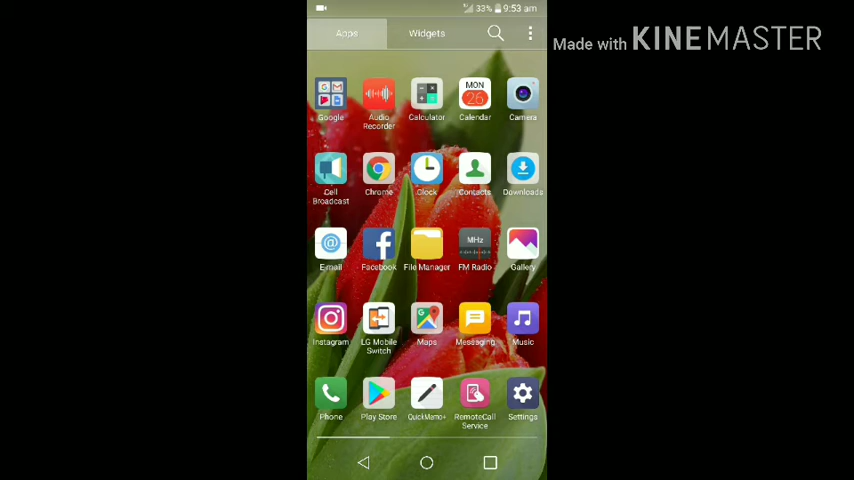 33% 9:53 am
Apps Widgets
Made with KINEMASTER
MON
26
Google Audio Recorder Calculator Calendar Camera
Cell Broadcast Chrome Clock Contacts Downloads
MHz
E-mail Facebook File Manager FM Radio Gallery
Instagram LG Mobile Switch Maps Messaging Music
Phone Play Store QuickMemo+ RemoteCall Service Settings